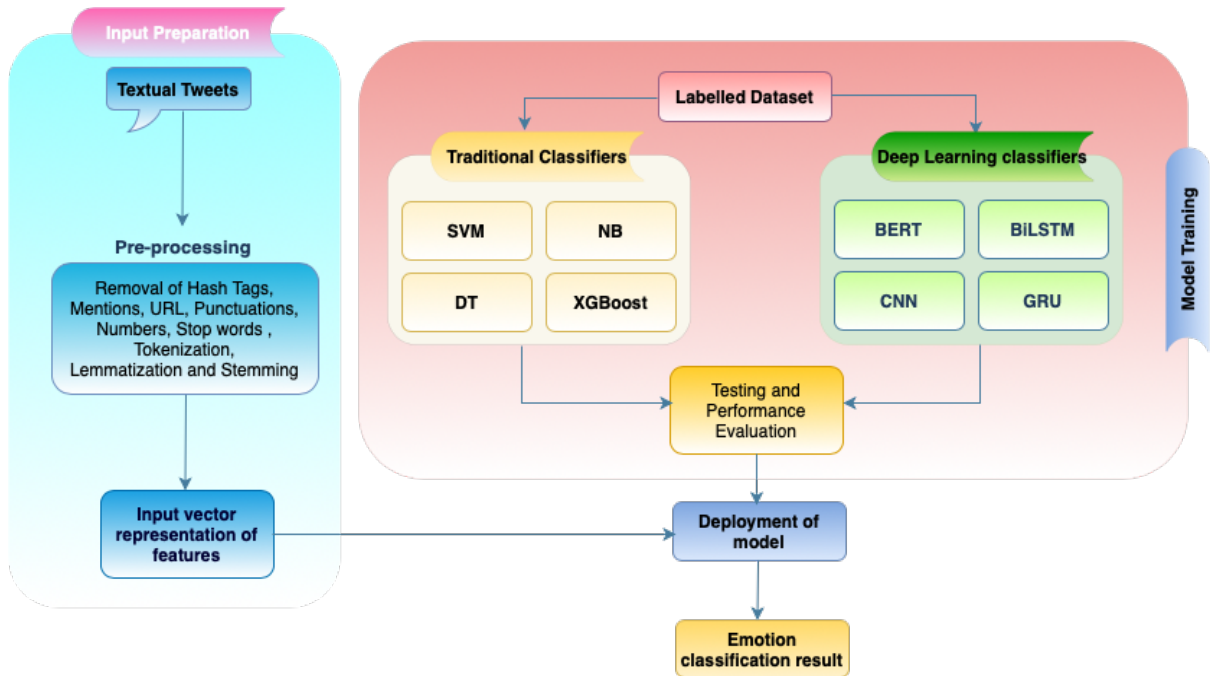 Input Preparation
Textual Tweets
Pre-processing
Removal of Hash Tags,
Mentions, URL, Punctuations,
Numbers, Stop words ,
Tokenization,
Lemmatization and Stemming
Input vector
representation of
features
Labelled Dataset
Traditional Classifiers
SVM
NB
DT
XGBoost
Deep Learning classifiers
BERT
BiLSTM
CNN
GRU
Model Training
Testing and
Performance
Evaluation
Deployment of
model
Emotion
classification result